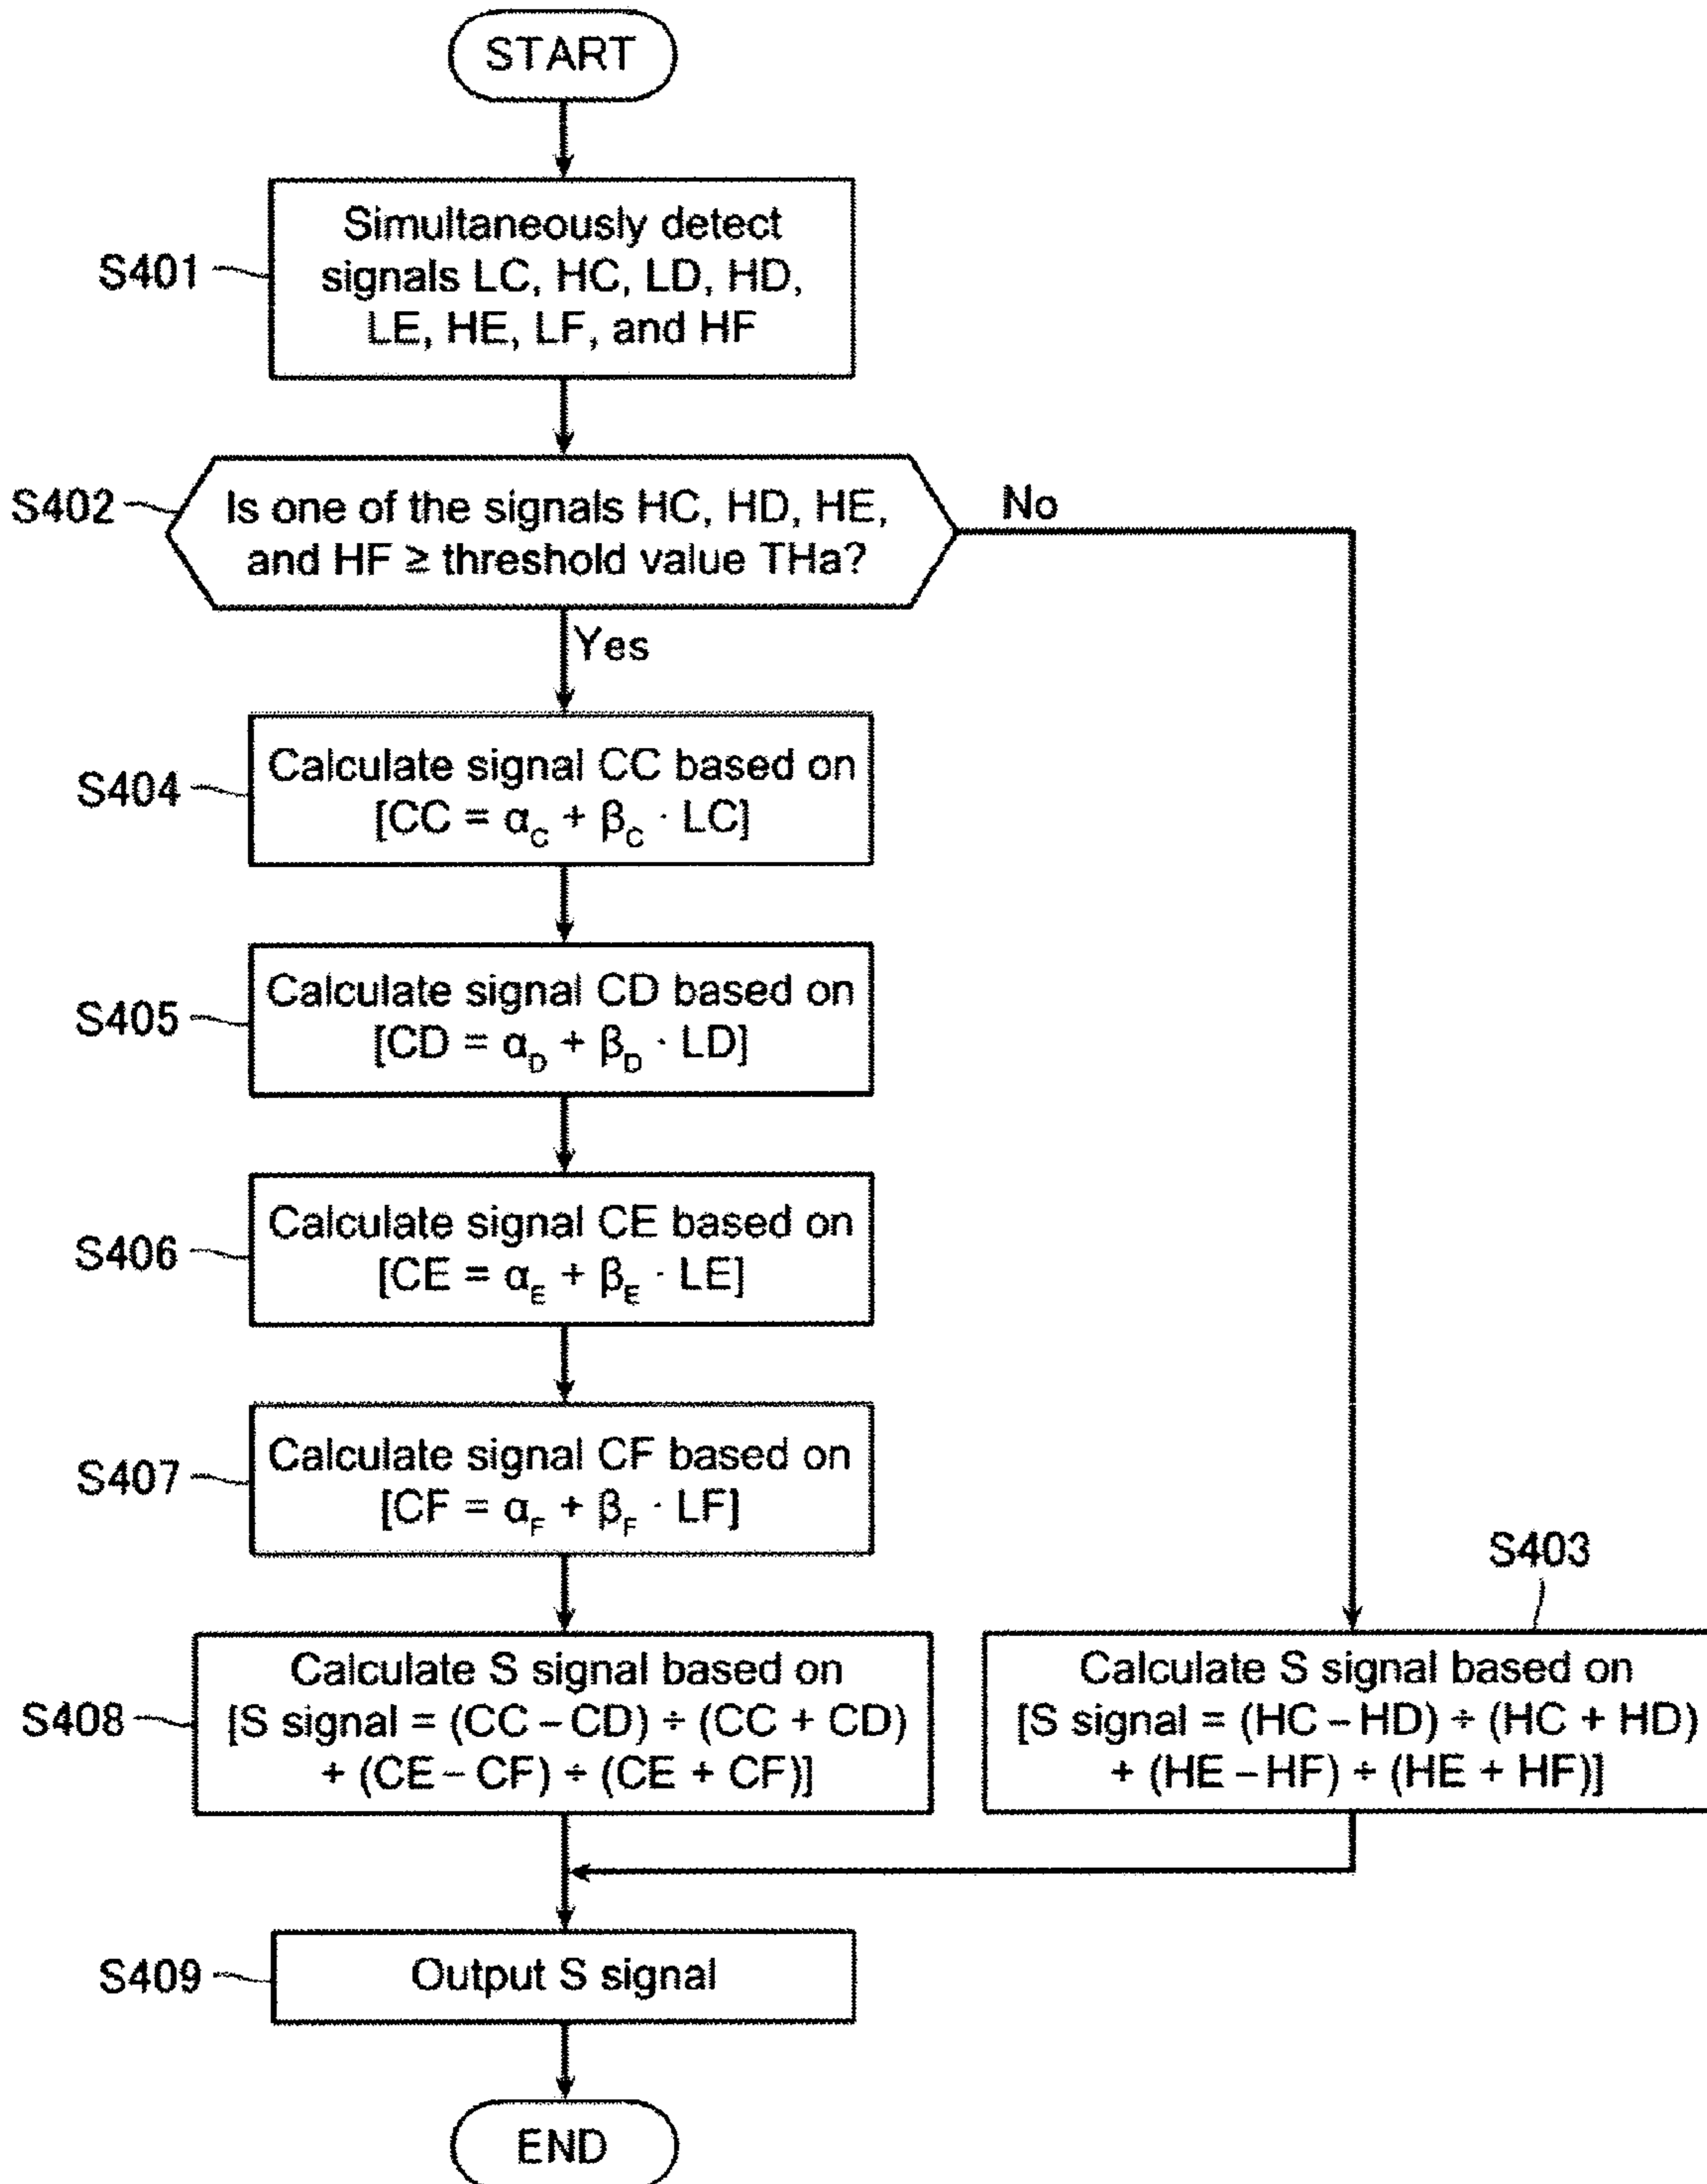 START
S401
Simultaneously detect
signals LC, HC, LD, HD,
LE, HE, LF, and HF
S402
Is one of the signals HC, HD, HE,
and HF ≥ threshold value THa?
No
Yes
S404
Calculate signal CC based on
[CC = α_C + β_C · LC]
S405
Calculate signal CD based on
[CD = α_D + β_D · LD]
S406
Calculate signal CE based on
[CE = α_E + β_E · LE]
S407
Calculate signal CF based on
[CF = α_F + β_F · LF]
S408
Calculate S signal based on
[S signal = (CC – CD) ÷ (CC + CD)
+ (CE – CF) ÷ (CE + CF)]
S403
Calculate S signal based on
[S signal = (HC – HD) ÷ (HC + HD)
+ (HE – HF) ÷ (HE + HF)]
S409
Output S signal
END